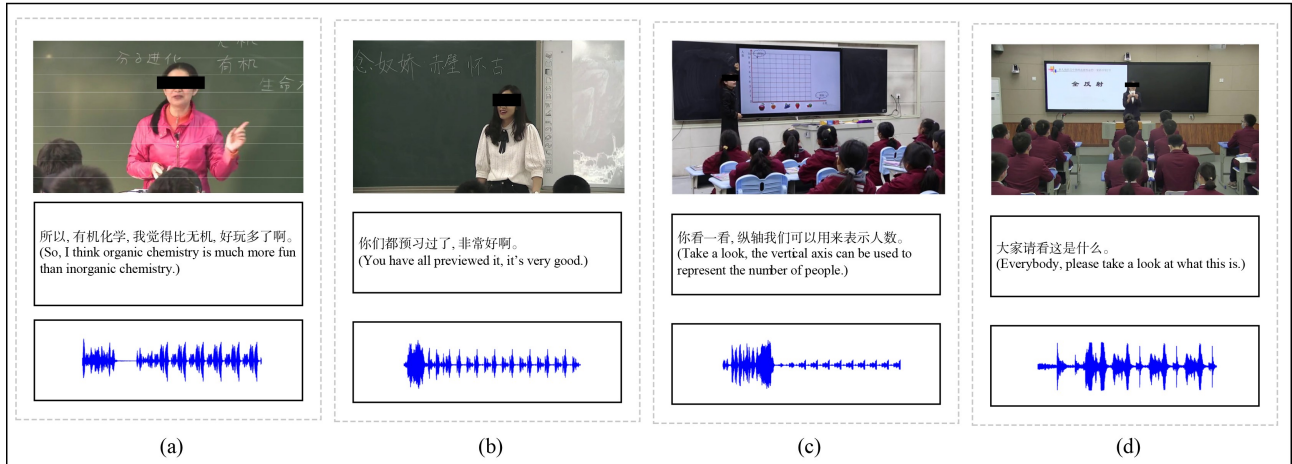 分子进化
有机
生命
念奴娇 赤壁怀古
全反射
所以, 有机化学, 我觉得比无机, 好玩多了啊。
(So, I think organic chemistry is much more fun
than inorganic chemistry.)
你们都预习过了, 非常好啊。
(You have all previewed it, it's very good.)
你看一看, 纵轴我们可以用来表示人数。
(Take a look, the vertical axis can be used to
represent the number of people.)
大家请看这是什么。
(Everybody, please take a look at what this is.)
(a)
(b)
(c)
(d)